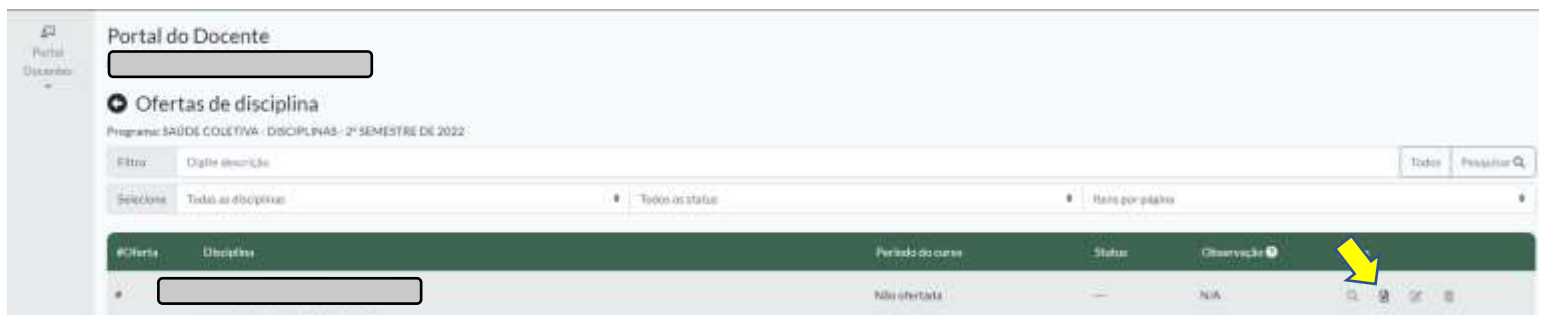 Portal
Docente
Portal do Docente
Ofertas de disciplina
Programa: SAÚDE COLETIVA - DISCIPLINAS - 2º SEMESTRE DE 2022
Filtro Digite descrição Todos Pesquisar
Selecione Todas as disciplinas Todos os status Itens por página
#Oferta Disciplina Período do curso Status Observação
# Não ofertada --- N/A